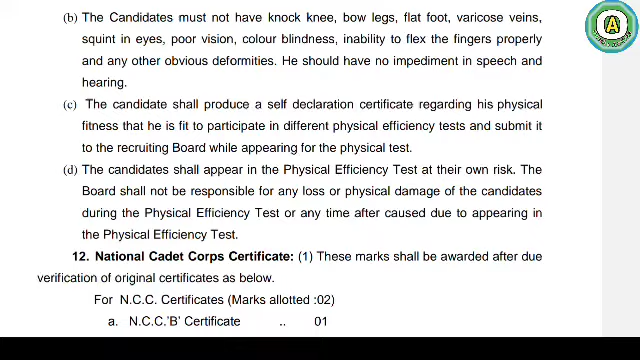 (b) The Candidates must not have knock knee, bow legs, flat foot, varicose veins,
squint in eyes, poor vision, colour blindness, inability to flex the fingers properly
and any other obvious deformities. He should have no impediment in speech and
hearing.
(c) The candidate shall produce a self declaration certificate regarding his physical
fitness that he is fit to participate in different physical efficiency tests and submit it
to the recruiting Board while appearing for the physical test.
(d) The candidates shall appear in the Physical Efficiency Test at their own risk. The
Board shall not be responsible for any loss or physical damage of the candidates
during the Physical Efficiency Test or any time after caused due to appearing in
the Physical Efficiency Test.
12. National Cadet Corps Certificate: (1) These marks shall be awarded after due
verification of original certificates as below.
For N.C.C. Certificates (Marks allotted :02)
a. N.C.C.'B' Certificate .. 01
A